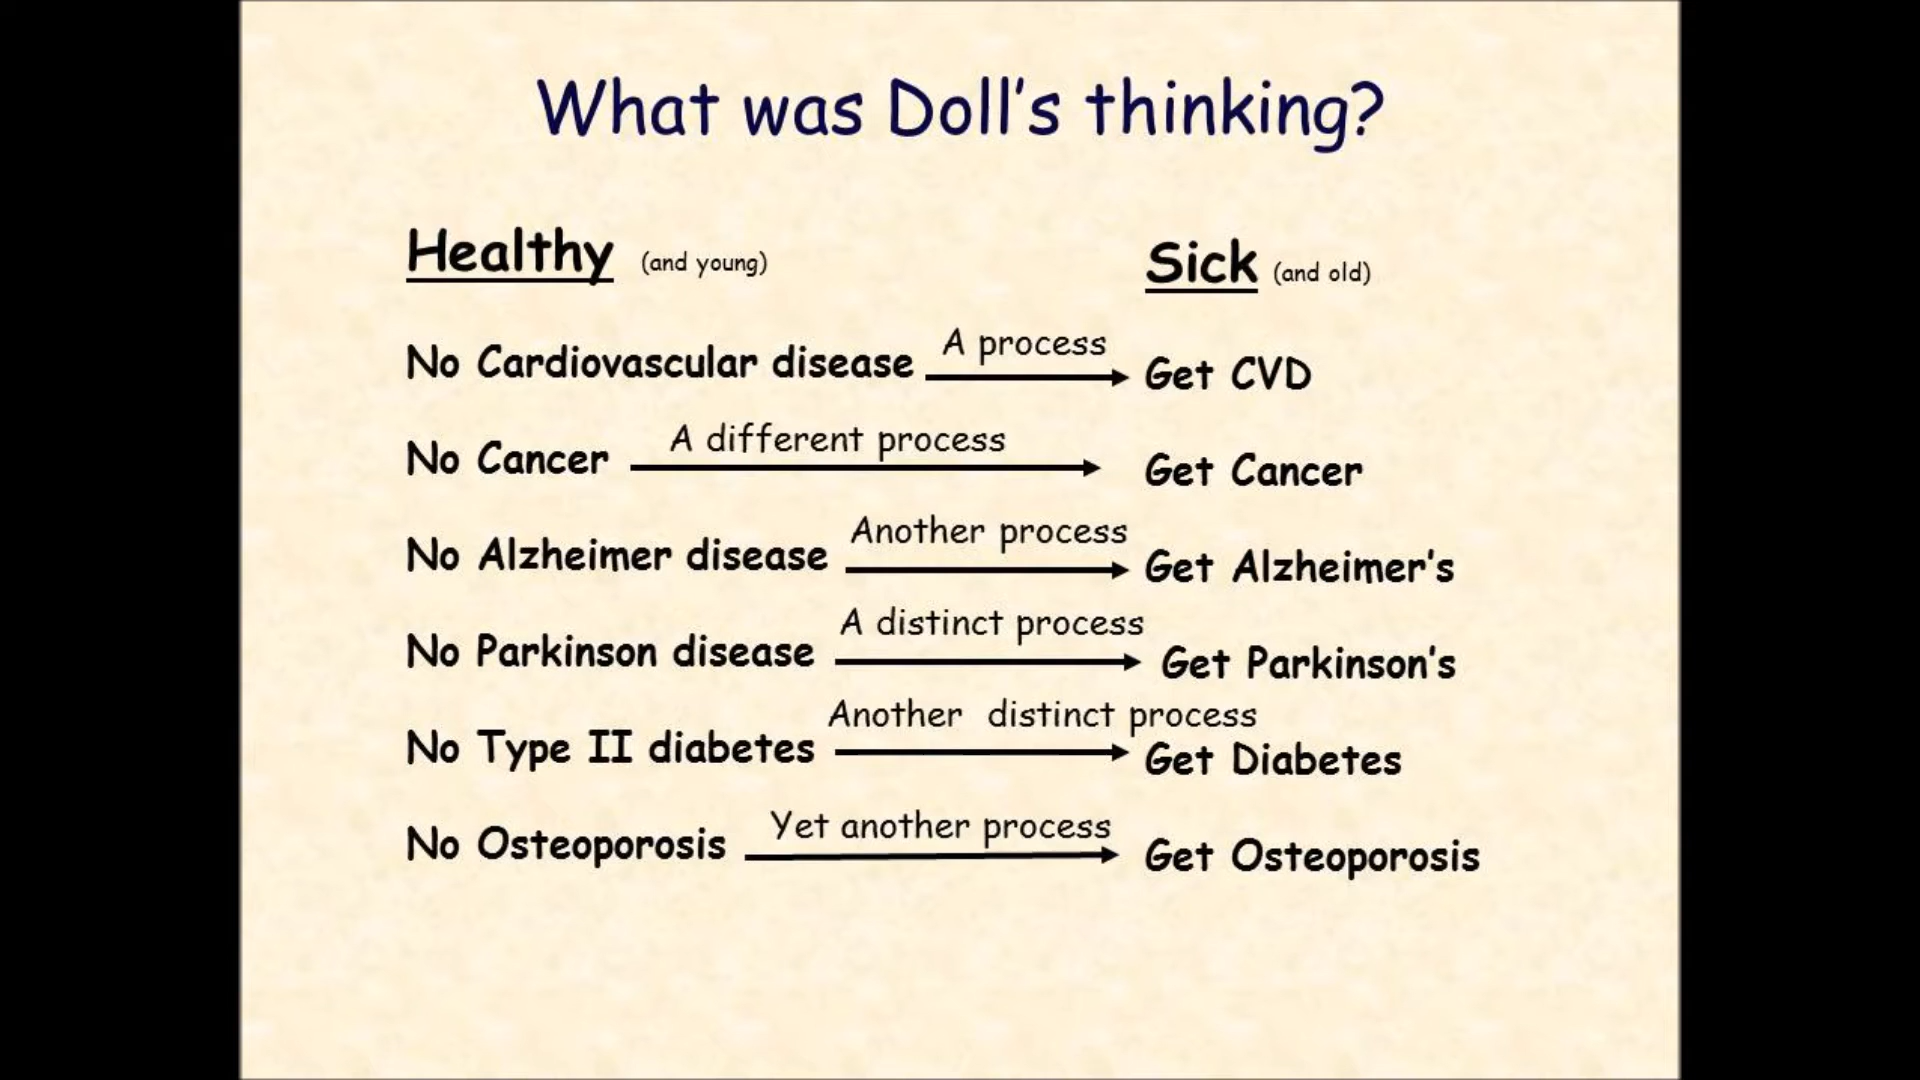 What was Doll's thinking?
Healthy (and young) Sick (and old)
No Cardiovascular disease A process Get CVD
No Cancer A different process Get Cancer
No Alzheimer disease Another process Get Alzheimer's
No Parkinson disease A distinct process Get Parkinson's
No Type II diabetes Another distinct process Get Diabetes
No Osteoporosis Yet another process Get Osteoporosis